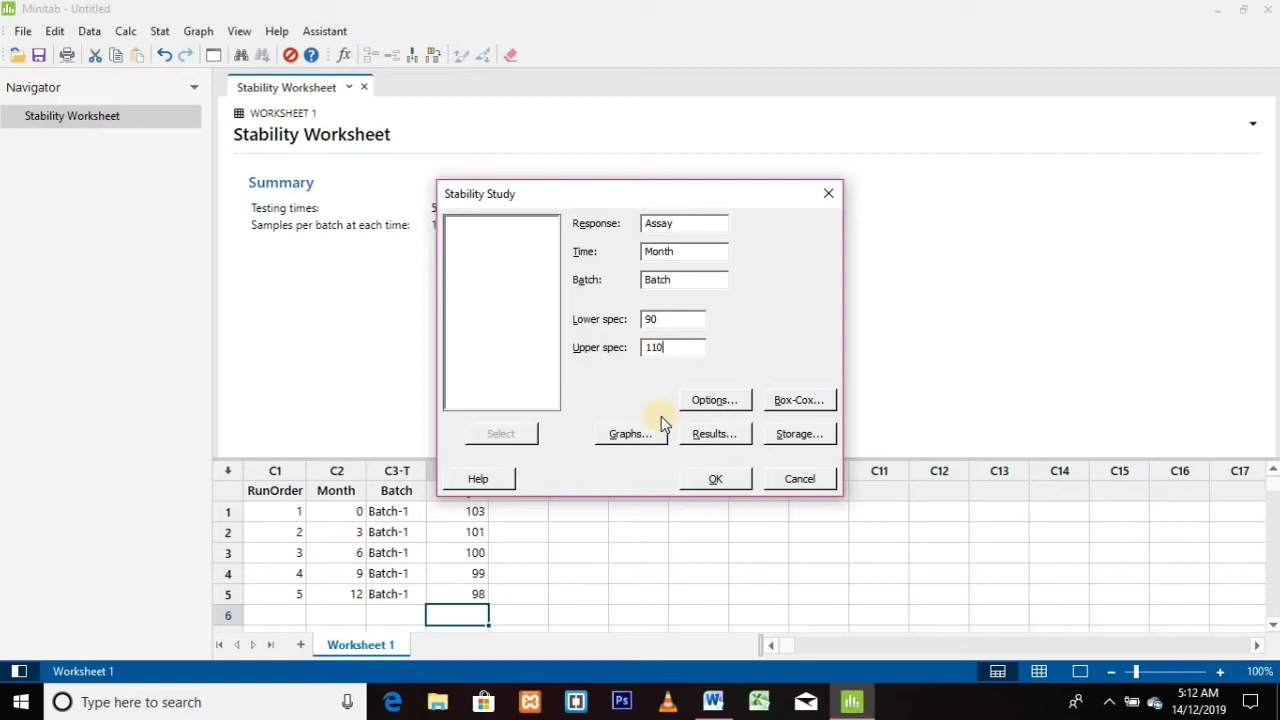 Minitab - Untitled
File Edit Data Calc Stat Graph View Help Assistant
Navigator
Stability Worksheet
Stability Worksheet
WORKSHEET 1
Stability Worksheet
Summary
Testing times: 5
Samples per batch at each time: 1
Stability Study
Response: Assay
Time: Month
Batch: Batch
Lower spec: 90
Upper spec: 110
Options... Box-Cox...
Select Graphs... Results... Storage...
Help OK Cancel
C1 C2 C3-T C11 C12 C13 C14 C15 C16 C17
RunOrder Month Batch
1 1 0 Batch-1 103
2 2 3 Batch-1 101
3 3 6 Batch-1 100
4 4 9 Batch-1 99
5 5 12 Batch-1 98
6
Worksheet 1
Worksheet 1 100%
Type here to search
5:12 AM
14/12/2019